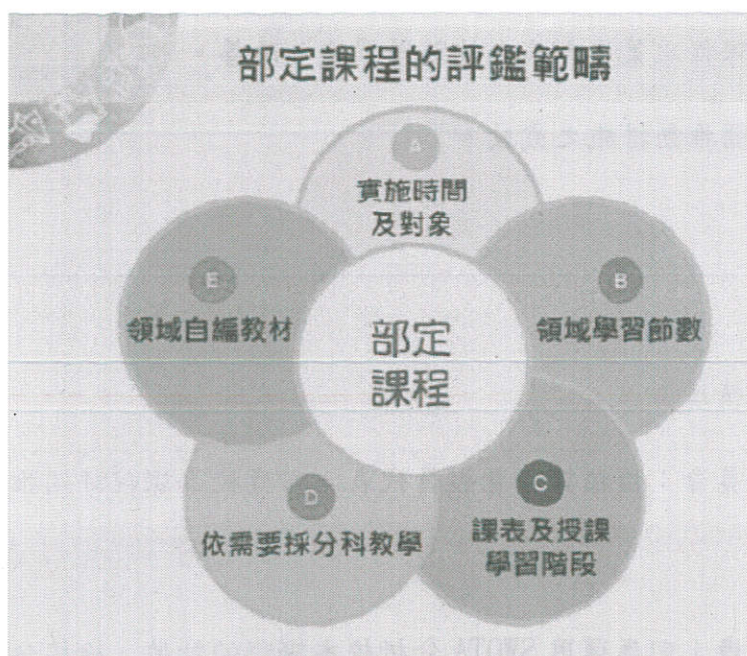 部定課程的評鑑範疇
A
實施時間
及對象
B
領域學習節數
C
課表及授課
學習階段
D
依需要採分科教學
E
領域自編教材
部定
課程